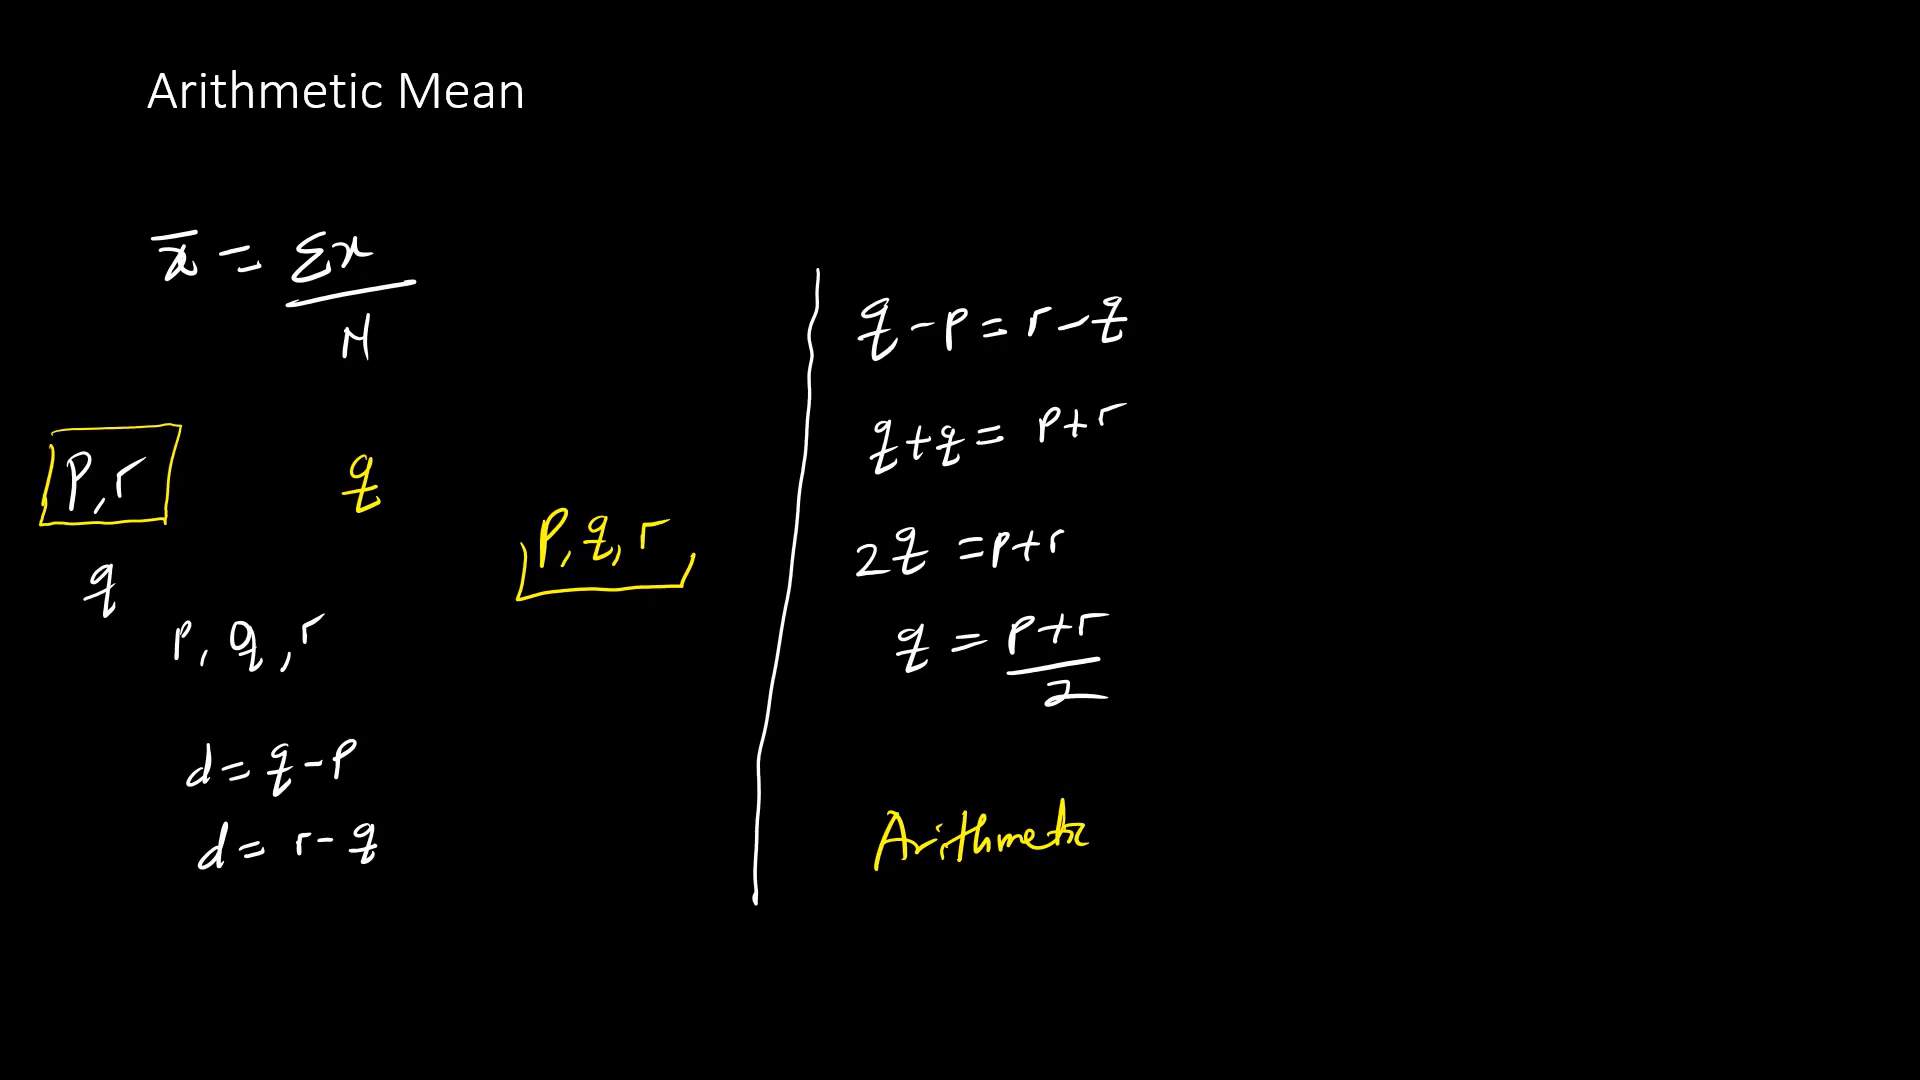 Arithmetic Mean
x̄ = Σx / N
P, r
q
q
P, q, r
P, q, r
d = q - p
d = r - q
q - p = r - q
q + q = p + r
2q = p + r
q = p + r / 2
Arithmetic